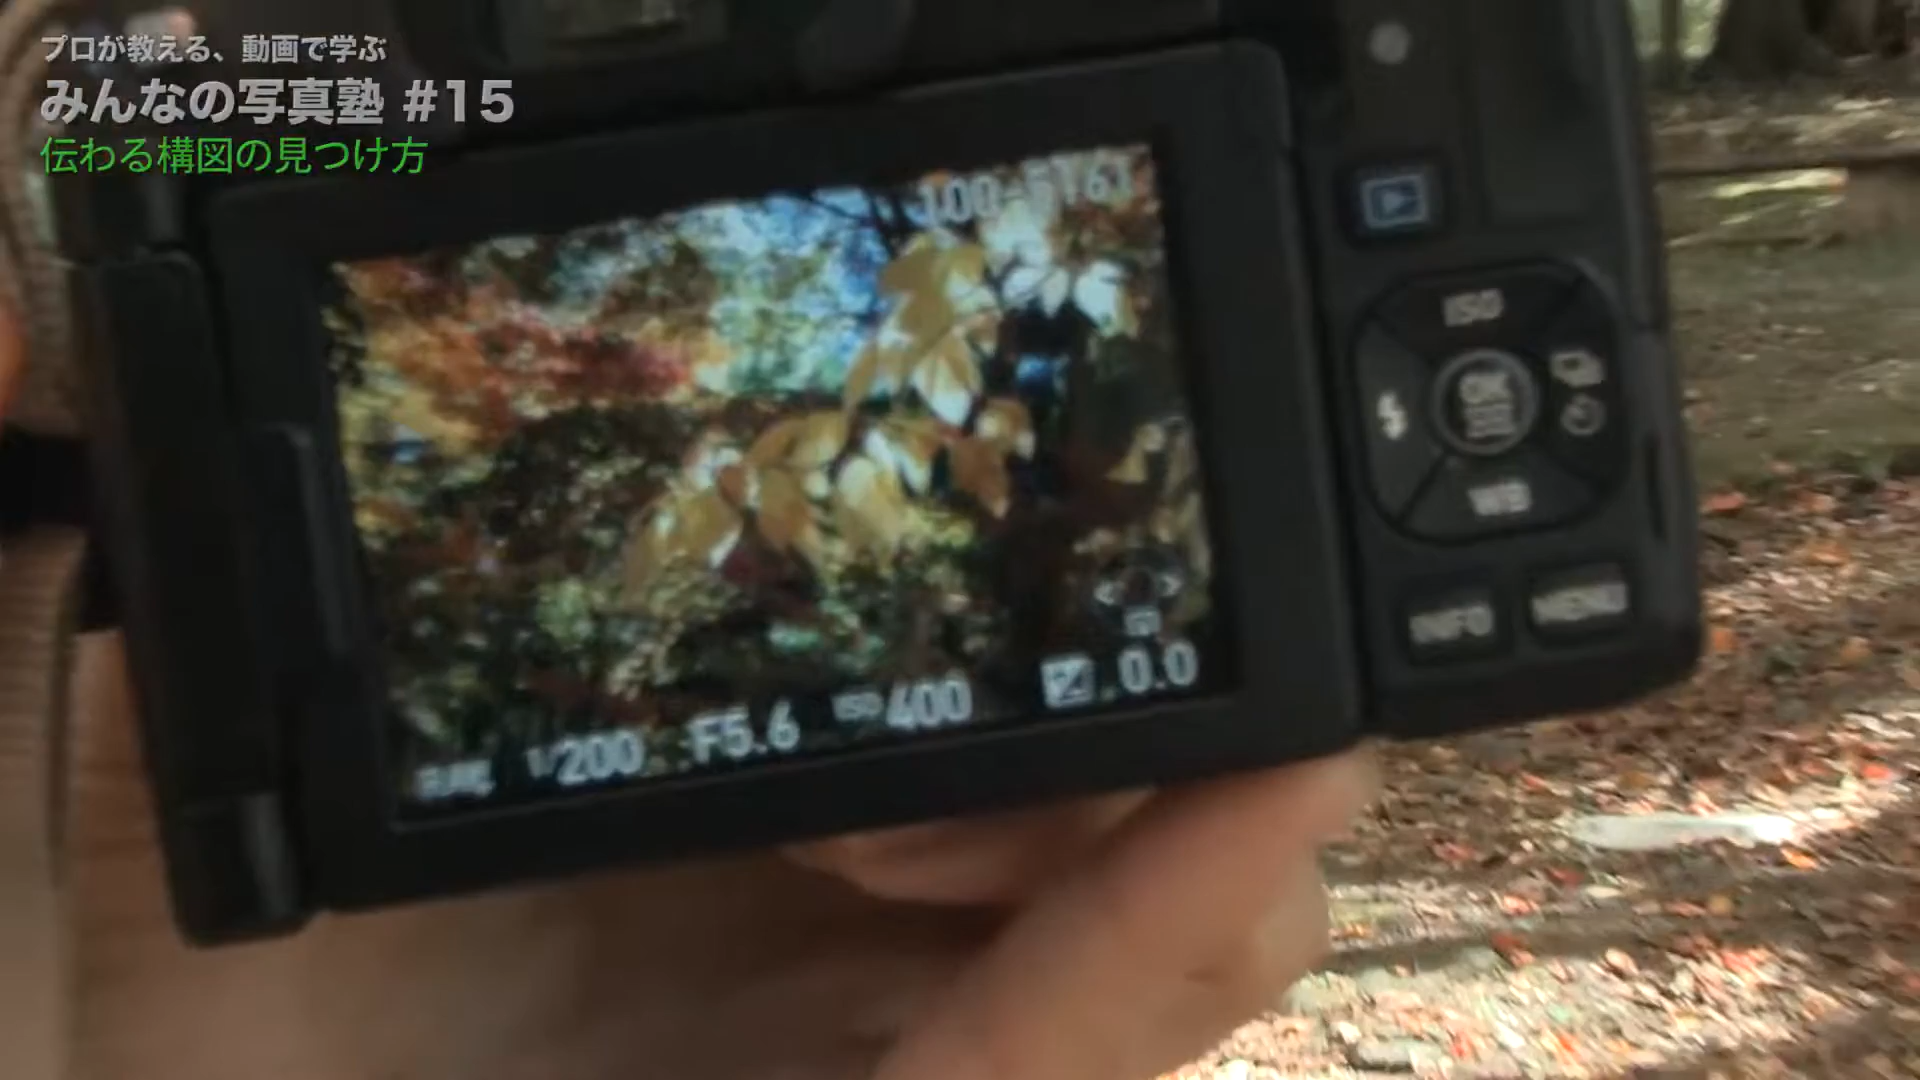 プロが教える、動画で学ぶ
みんなの写真塾 #15
伝わる構図の見つけ方
ISO
OK
WB
INFO
MENU
1/200 F5.6 ISO 400 0.0